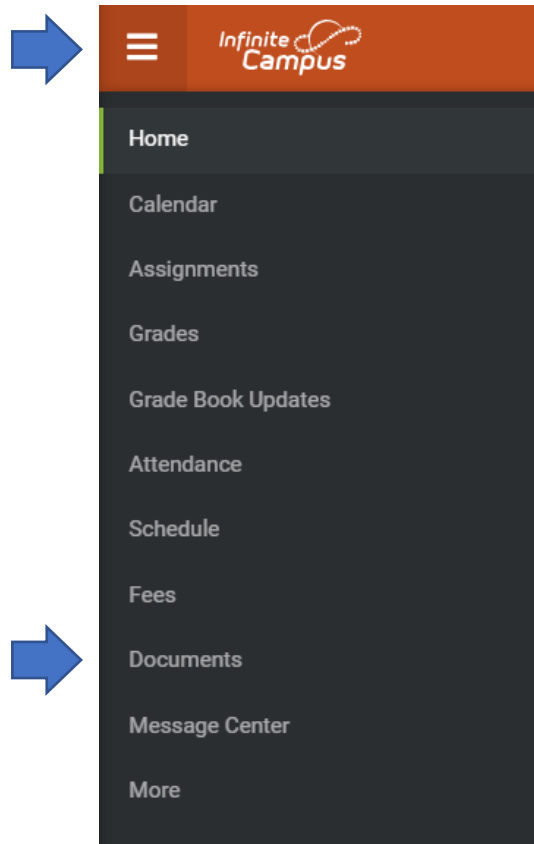 Infinite
Campus
Home
Calendar
Assignments
Grades
Grade Book Updates
Attendance
Schedule
Fees
Documents
Message Center
More